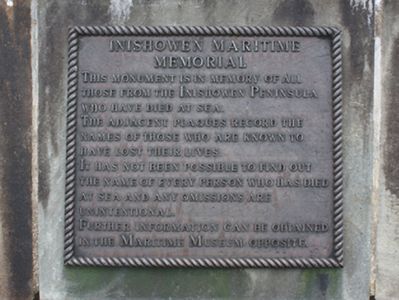 INISHOWEN MARITIME
MEMORIAL
THIS MONUMENT IS IN MEMORY OF ALL
THOSE FROM THE INISHOWEN PENINSULA
WHO HAVE DIED AT SEA.
THE ADJACENT PLAQUES RECORD THE
NAMES OF THOSE WHO ARE KNOWN TO
HAVE LOST THEIR LIVES.
IT HAS NOT BEEN POSSIBLE TO FIND OUT
THE NAME OF EVERY PERSON WHO HAS DIED
AT SEA AND ANY OMISSIONS ARE
UNINTENTIONAL.
FURTHER INFORMATION CAN BE OBTAINED
IN THE MARITIME MUSEUM OPPOSITE.